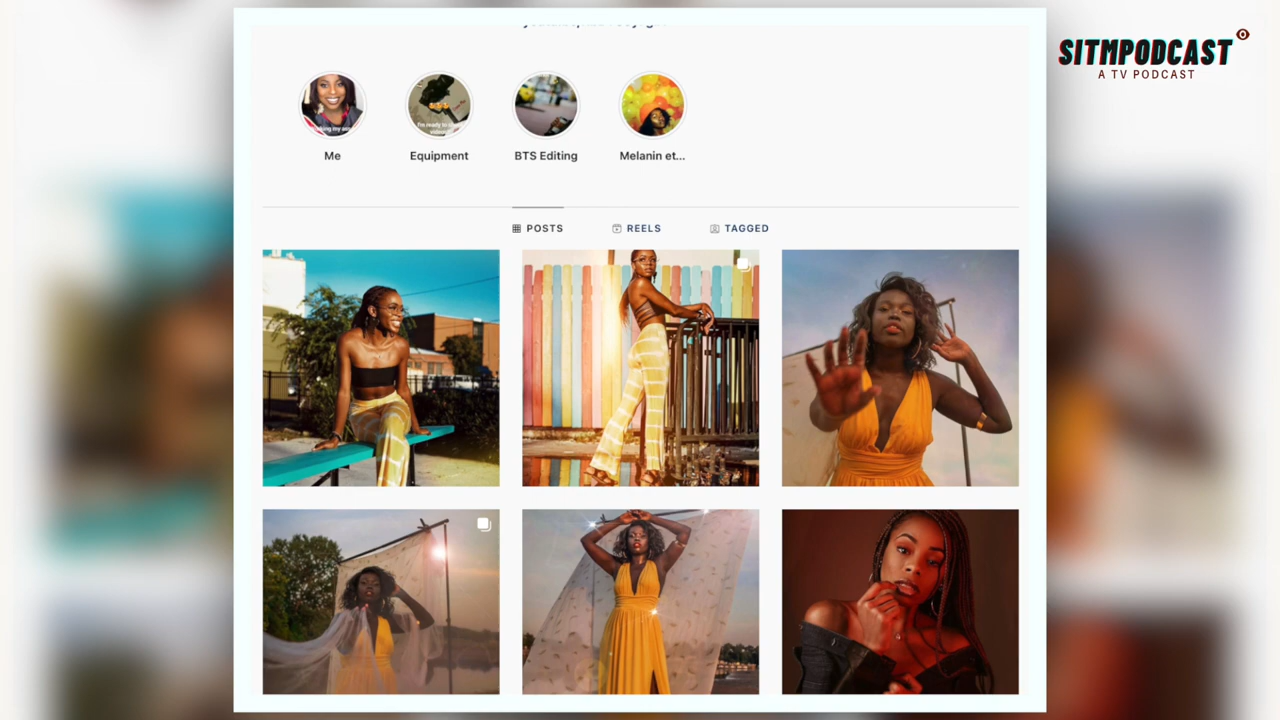 SITMPODCAST
A TV PODCAST
Me
Equipment
BTS Editing
Melanin et...
POSTS
REELS
TAGGED